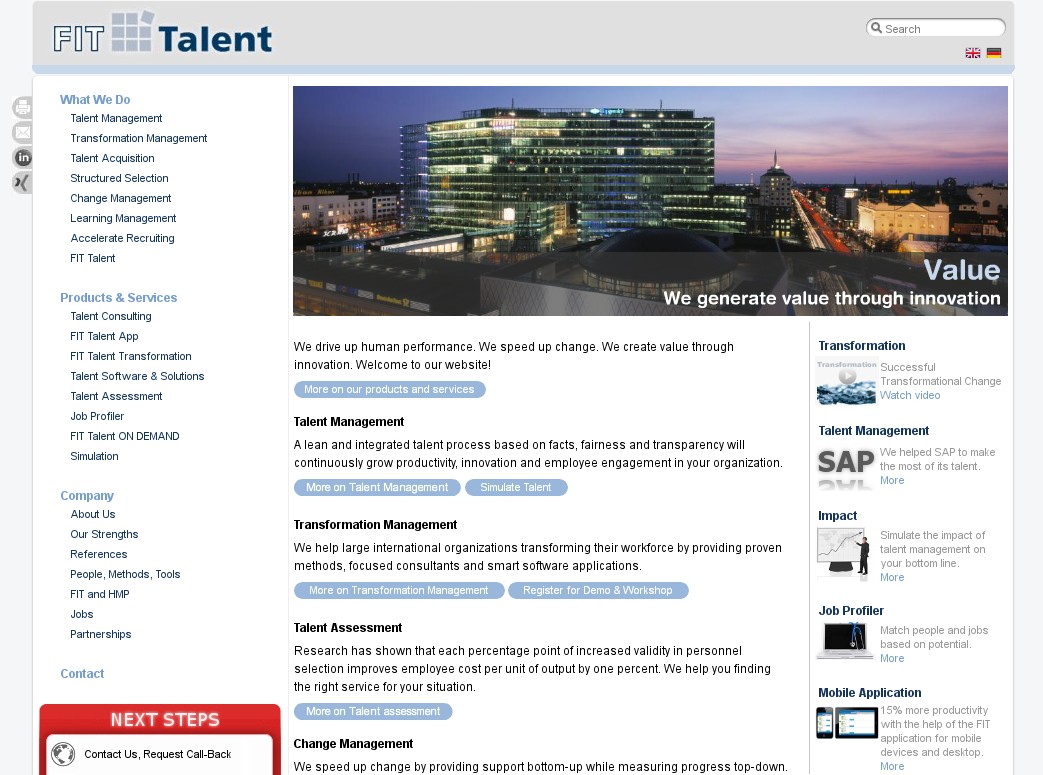 FIT Talent
Search
What We Do
Talent Management
Transformation Management
Talent Acquisition
Structured Selection
Change Management
Learning Management
Accelerate Recruiting
FIT Talent
Products & Services
Talent Consulting
FIT Talent App
FIT Talent Transformation
Talent Software & Solutions
Talent Assessment
Job Profiler
FIT Talent ON DEMAND
Simulation
Company
About Us
Our Strengths
References
People, Methods, Tools
FIT and HMP
Jobs
Partnerships
Contact
NEXT STEPS
Contact Us, Request Call-Back
in
Value
We generate value through innovation
We drive up human performance. We speed up change. We create value through
innovation. Welcome to our website!
More on our products and services
Talent Management
A lean and integrated talent process based on facts, fairness and transparency will
continuously grow productivity, innovation and employee engagement in your organization.
More on Talent Management
Simulate Talent
Transformation Management
We help large international organizations transforming their workforce by providing proven
methods, focused consultants and smart software applications.
More on Transformation Management
Register for Demo & Workshop
Talent Assessment
Research has shown that each percentage point of increased validity in personnel
selection improves employee cost per unit of output by one percent. We help you finding
the right service for your situation.
More on Talent assessment
Change Management
We speed up change by providing support bottom-up while measuring progress top-down.
Transformation
Transformation
Successful
Transformational Change
Watch video
Talent Management
SAP
We helped SAP to make
the most of its talent.
More
Impact
Simulate the impact of
talent management on
your bottom line.
More
Job Profiler
Match people and jobs
based on potential.
More
Mobile Application
15% more productivity
with the help of the FIT
application for mobile
devices and desktop.
More